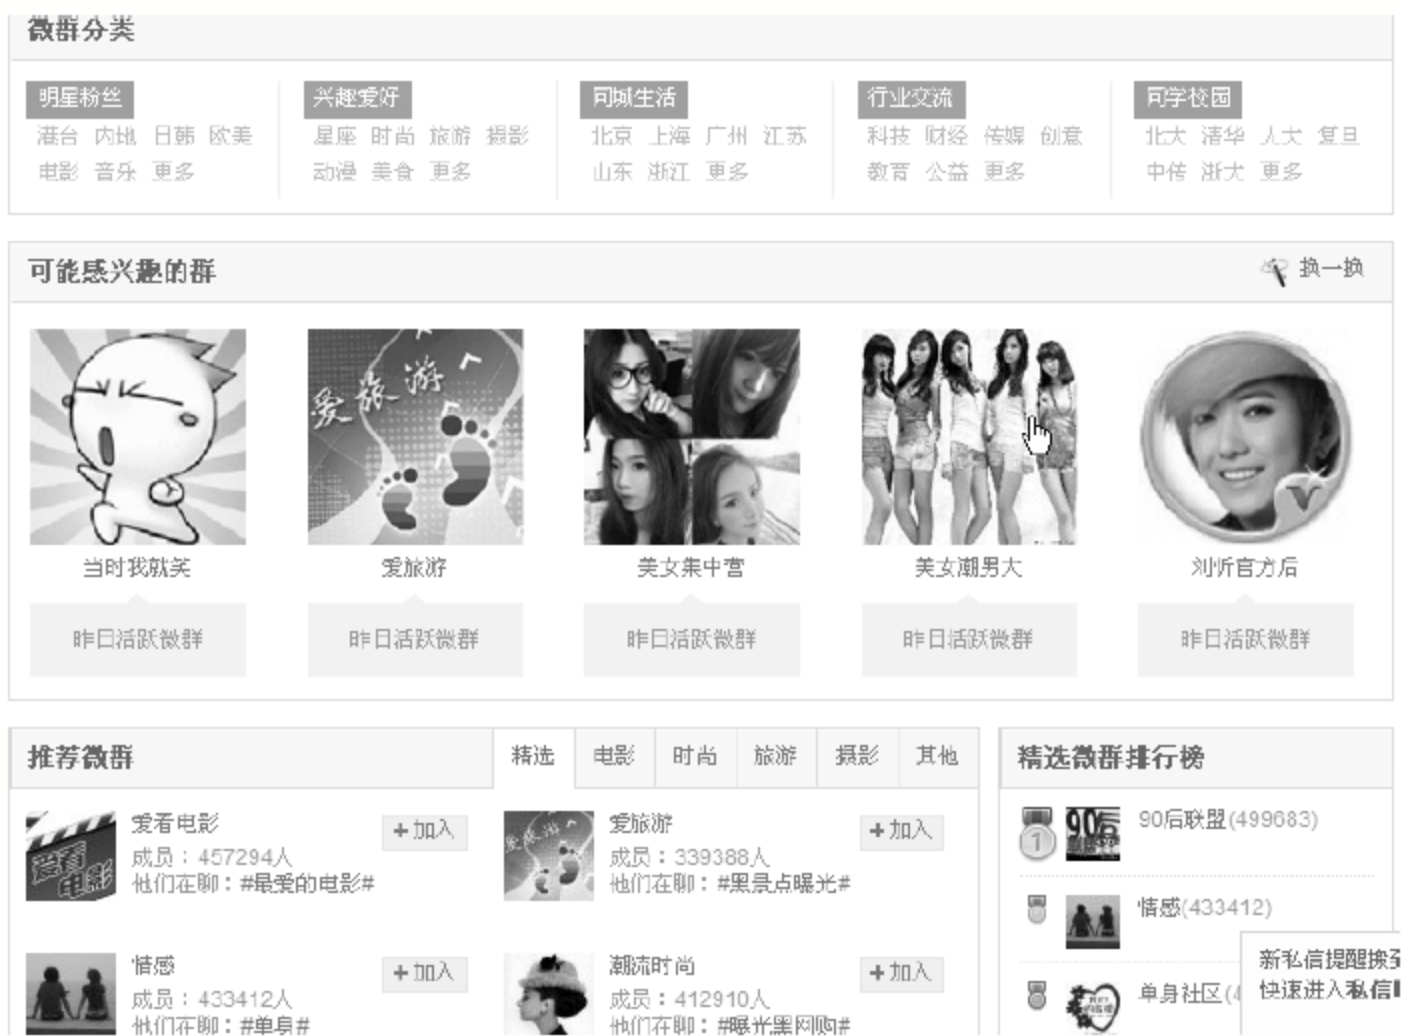 微群分类
明星粉丝 兴趣爱好 同城生活 行业交流 同学校园
港台 内地 日韩 欧美 星座 时尚 旅游 摄影 北京 上海 广州 江苏 科技 财经 传媒 创意 北大 清华 人大 复旦
电影 音乐 更多 动漫 美食 更多 山东 浙江 更多 教育 公益 更多 中传 浙大 更多
可能感兴趣的群 换一换
爱旅游
当时我就笑 爱旅游 美女集中营 美女潮男大 刘忻官方后
昨日活跃微群 昨日活跃微群 昨日活跃微群 昨日活跃微群 昨日活跃微群
推荐微群 精选 电影 时尚 旅游 摄影 其他
爱看电影
爱看电影 +加入
成员：457294人
他们在聊：#最爱的电影#
爱旅游
爱旅游 +加入
成员：339388人
他们在聊：#黑景点曝光#
情感 +加入
成员：433412人
他们在聊：#单身#
潮流时尚 +加入
成员：412910人
他们在聊：#曝光黑网购#
精选微群排行榜
1 90后 90后联盟(499683)
情感(433412)
单身社区(4
新私信提醒换到
快速进入私信